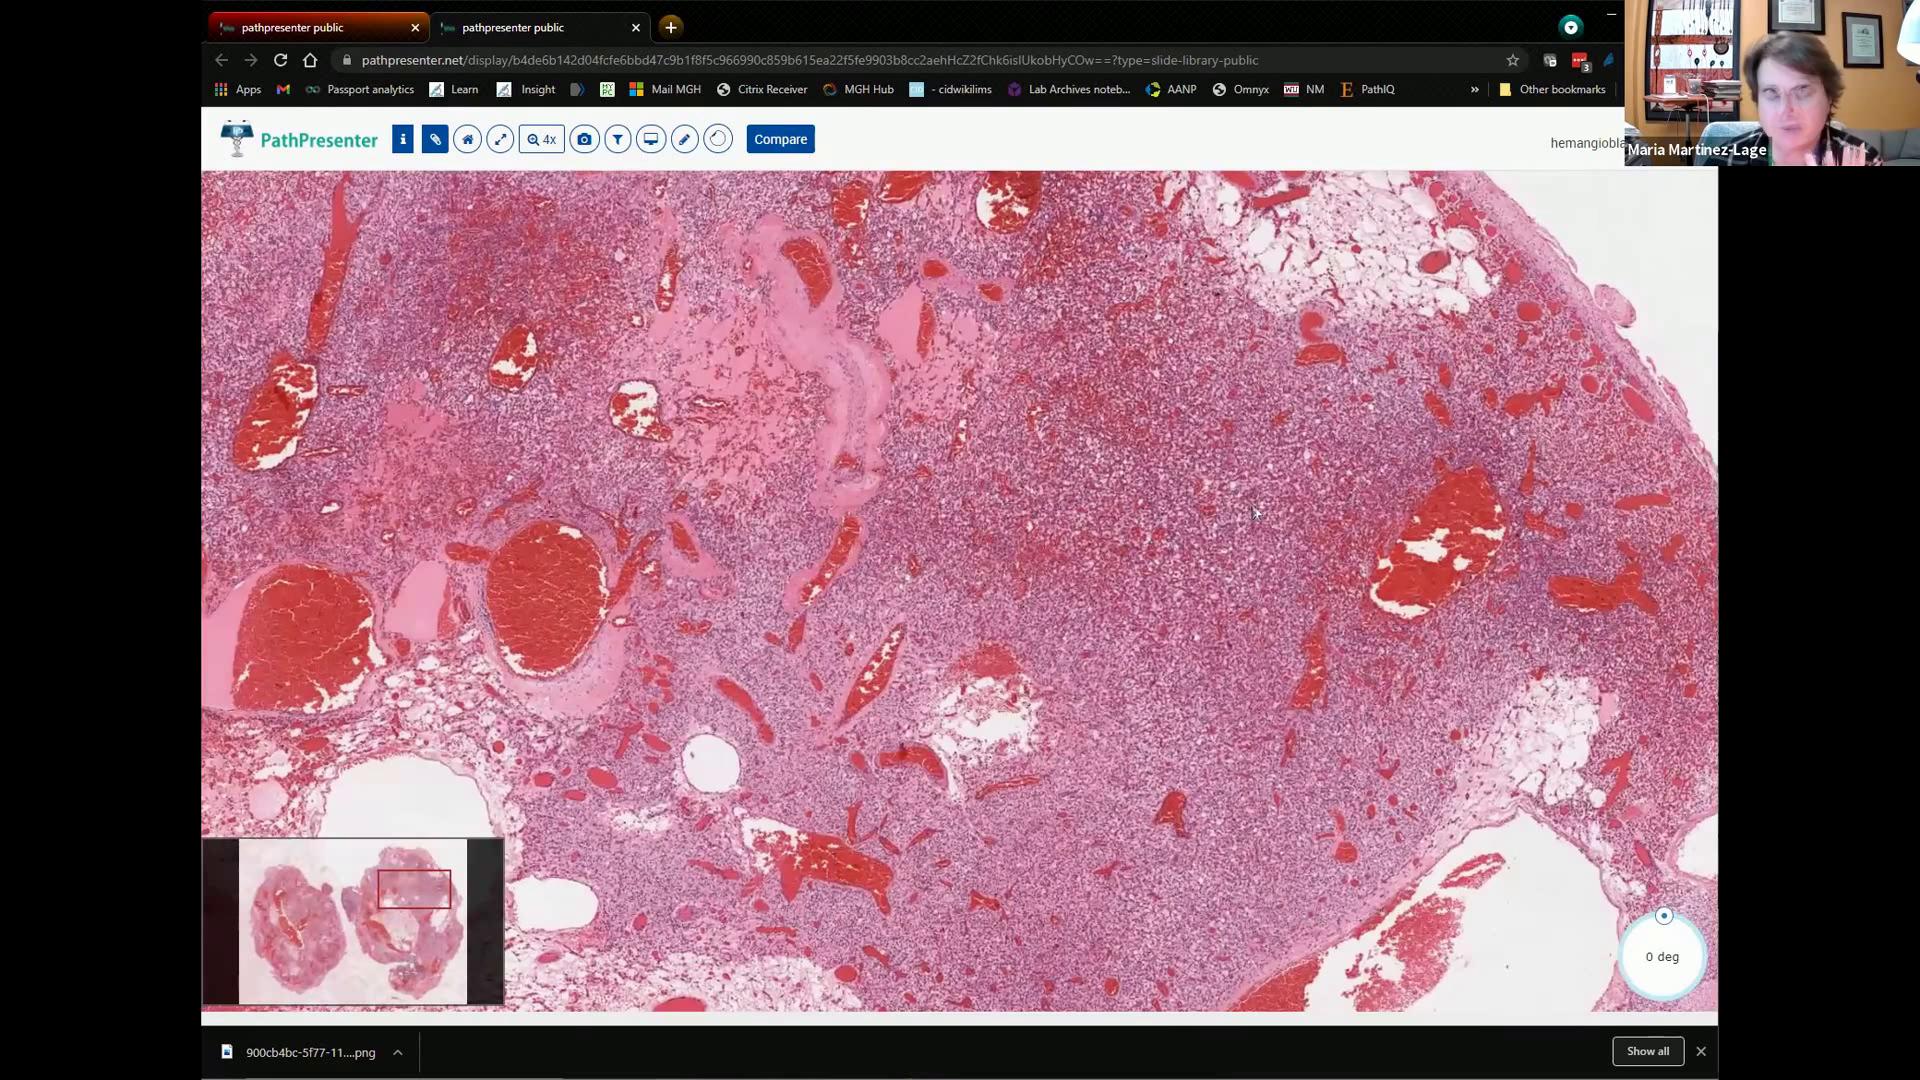 pathpresenter public
pathpresenter public
pathpresenter.net/display/b4de6b142d04fcfe6bbd47c9b1f8f5c966990c859b615ea22f5fe9903b8cc2aehHcZ2fChk6isIUkobHyCOw==?type=slide-library-public
3
Apps
Passport analytics
Learn
Insight
Mail MGH
Citrix Receiver
MGH Hub
- cidwikilims
Lab Archives noteb...
AANP
Omnyx
NM
PathIQ
»
Other bookmarks
PathPresenter
4x
Compare
hemangiobla
Maria Martinez-Lage
0 deg
900cb4bc-5f77-11....png
Show all